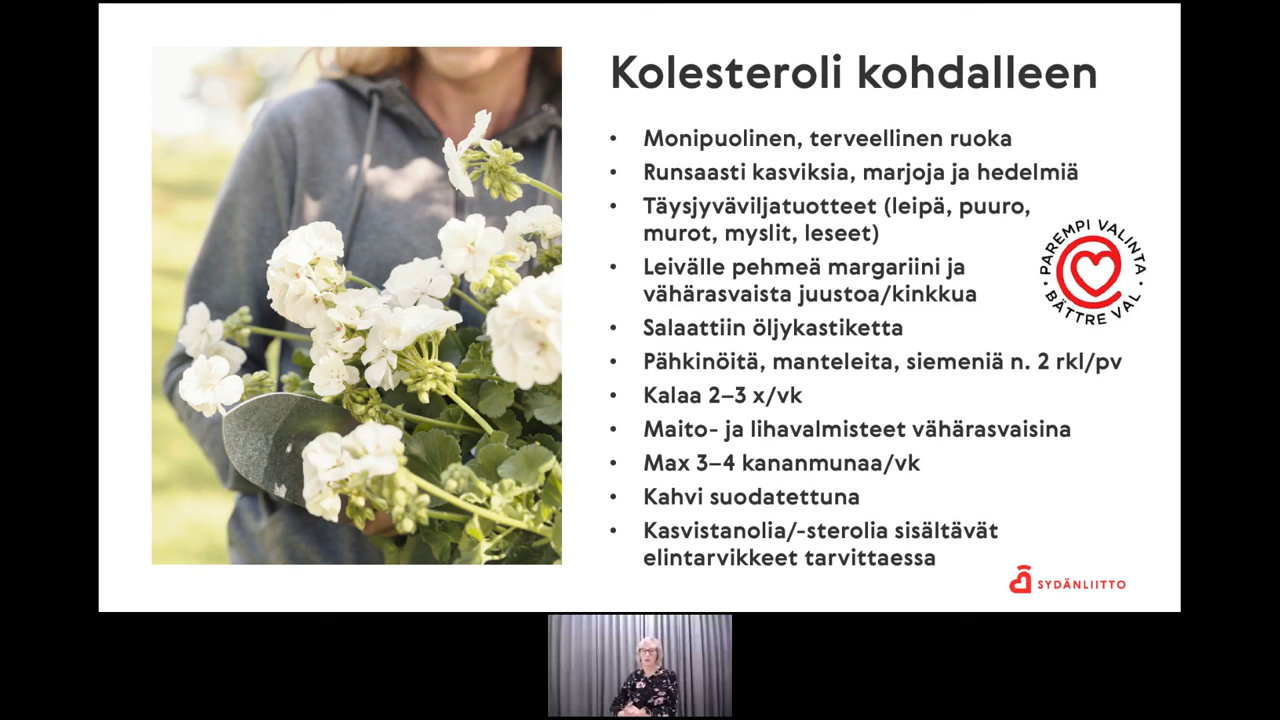 Kolesteroli kohdalleen
• Monipuolinen, terveellinen ruoka
• Runsaasti kasviksia, marjoja ja hedelmiä
• Täysjyväviljatuotteet (leipä, puuro,
murot, myslit, leseet)
• Leivälle pehmeä margariini ja
vähärasvaista juustoa/kinkkua
• Salaattiin öljykastiketta
• Pähkinöitä, manteleita, siemeniä n. 2 rkl/pv
• Kalaa 2–3 x/vk
• Maito- ja lihavalmisteet vähärasvaisina
• Max 3–4 kananmunaa/vk
• Kahvi suodatettuna
• Kasvistanolia/-sterolia sisältävät
elintarvikkeet tarvittaessa
PAREMPI VALINTA
• BÄTTRE VAL •
SYDÄNLIITTO